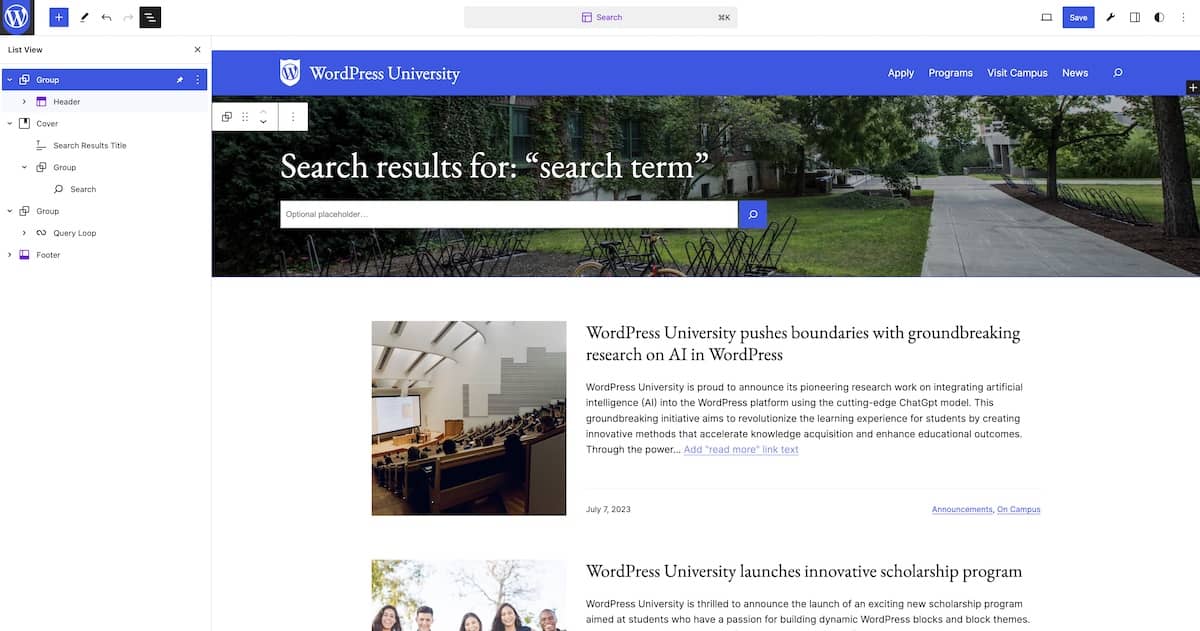 Search
⌘K
Save
List View
Group
Header
Cover
Search Results Title
Group
Search
Group
Query Loop
Footer
WordPress University
Apply Programs Visit Campus News
Search results for: “search term”
Optional placeholder...
WordPress University pushes boundaries with groundbreaking
research on AI in WordPress
WordPress University is proud to announce its pioneering research work on integrating artificial
intelligence (AI) into the WordPress platform using the cutting-edge ChatGpt model. This
groundbreaking initiative aims to revolutionize the learning experience for students by creating
innovative methods that accelerate knowledge acquisition and enhance educational outcomes.
Through the power... Add "read more" link text
July 7, 2023
Announcements, On Campus
WordPress University launches innovative scholarship program
WordPress University is thrilled to announce the launch of an exciting new scholarship program
aimed at students who have a passion for building dynamic WordPress blocks and block themes.